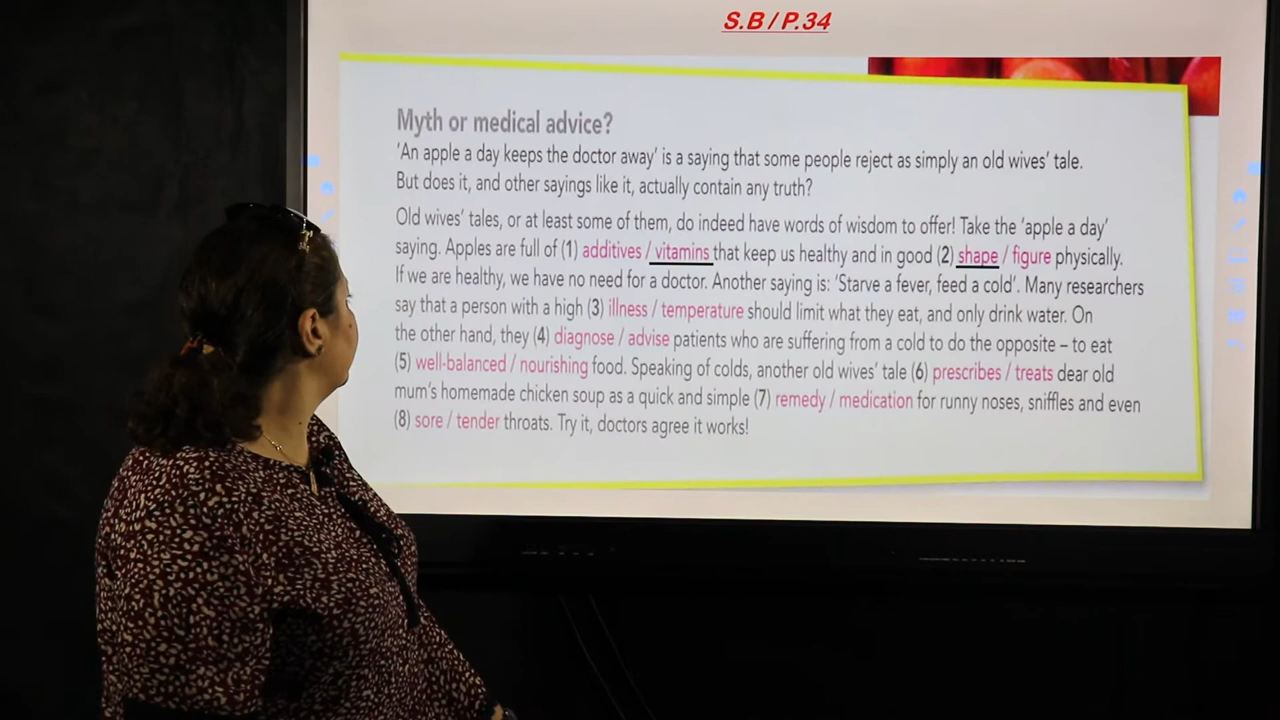 S.B / P.34
Myth or medical advice?
'An apple a day keeps the doctor away' is a saying that some people reject as simply an old wives' tale.
But does it, and other sayings like it, actually contain any truth?
Old wives' tales, or at least some of them, do indeed have words of wisdom to offer! Take the 'apple a day'
saying. Apples are full of (1) additives / vitamins that keep us healthy and in good (2) shape / figure physically.
If we are healthy, we have no need for a doctor. Another saying is: 'Starve a fever, feed a cold'. Many researchers
say that a person with a high (3) illness / temperature should limit what they eat, and only drink water. On
the other hand, they (4) diagnose / advise patients who are suffering from a cold to do the opposite – to eat
(5) well-balanced / nourishing food. Speaking of colds, another old wives' tale (6) prescribes / treats dear old
mum's homemade chicken soup as a quick and simple (7) remedy / medication for runny noses, sniffles and even
(8) sore / tender throats. Try it, doctors agree it works!